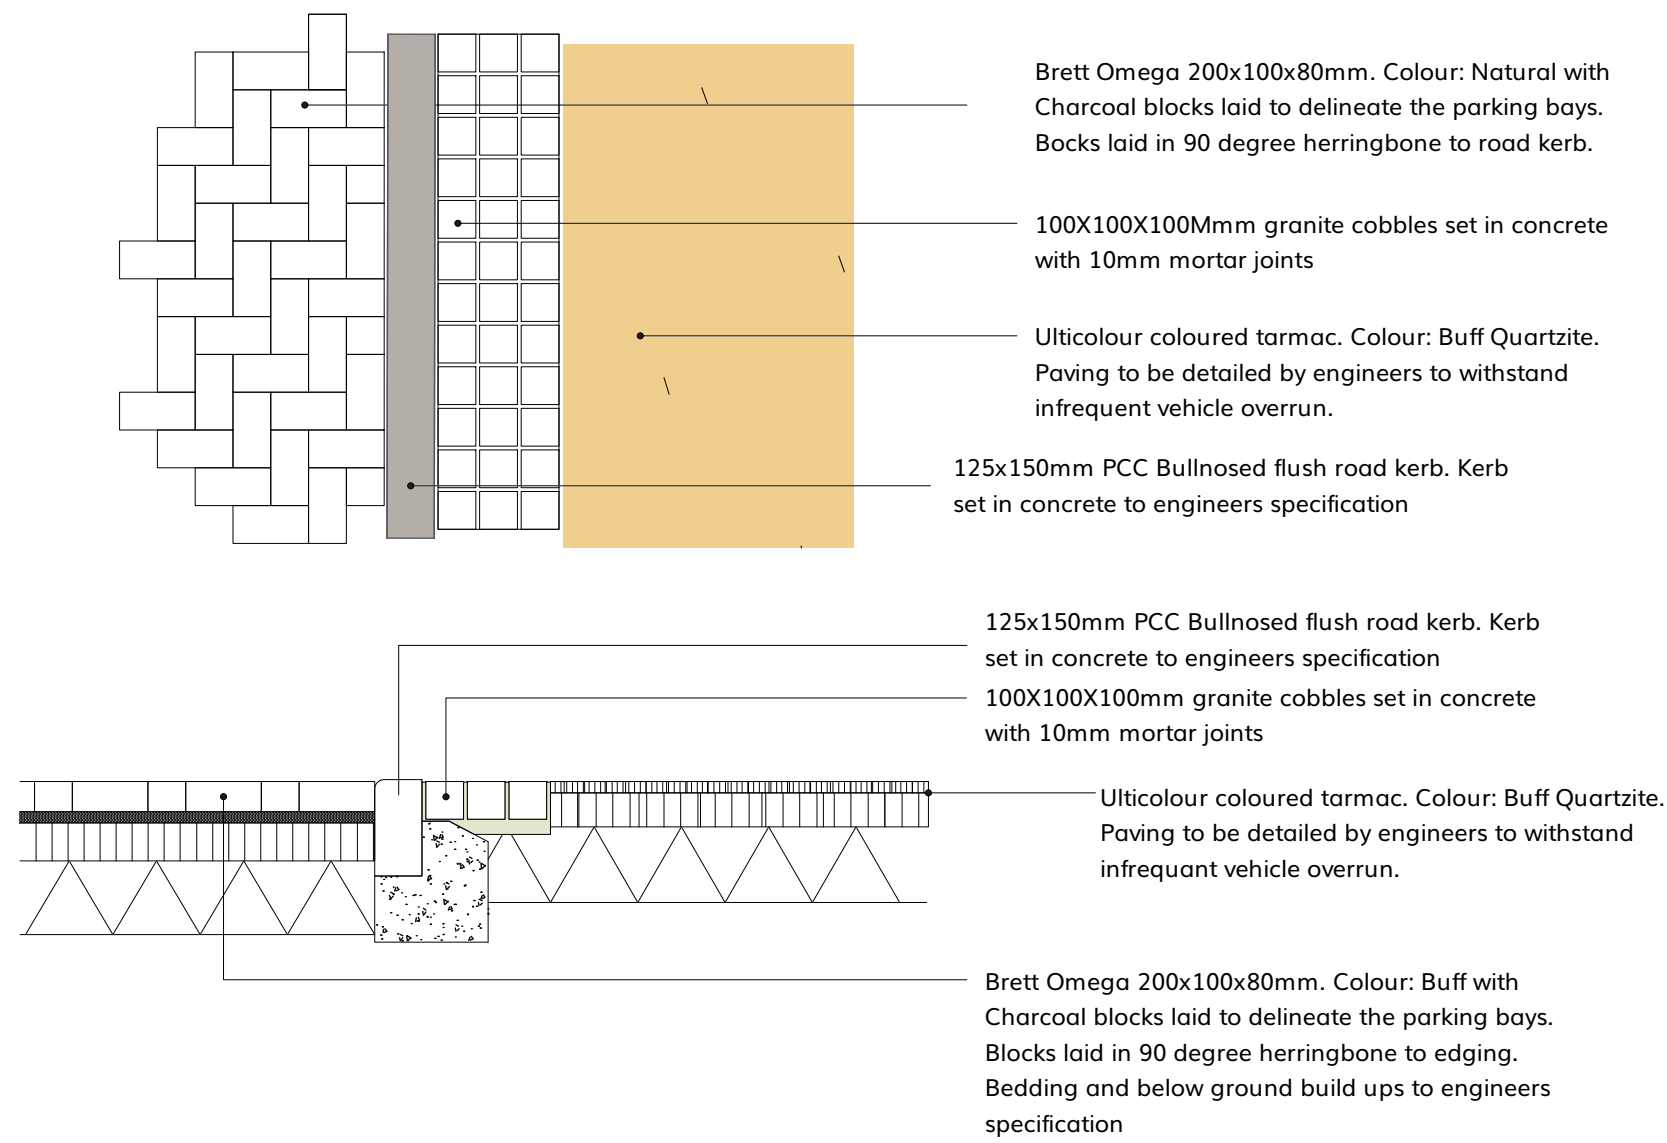 Brett Omega 200x100x80mm. Colour: Natural with
Charcoal blocks laid to delineate the parking bays.
Bocks laid in 90 degree herringbone to road kerb.
100X100X100Mmm granite cobbles set in concrete
with 10mm mortar joints
Ulticolour coloured tarmac. Colour: Buff Quartzite.
Paving to be detailed by engineers to withstand
infrequent vehicle overrun.
125x150mm PCC Bullnosed flush road kerb. Kerb
set in concrete to engineers specification
125x150mm PCC Bullnosed flush road kerb. Kerb
set in concrete to engineers specification
100X100X100mm granite cobbles set in concrete
with 10mm mortar joints
Ulticolour coloured tarmac. Colour: Buff Quartzite.
Paving to be detailed by engineers to withstand
infrequant vehicle overrun.
Brett Omega 200x100x80mm. Colour: Buff with
Charcoal blocks laid to delineate the parking bays.
Blocks laid in 90 degree herringbone to edging.
Bedding and below ground build ups to engineers
specification